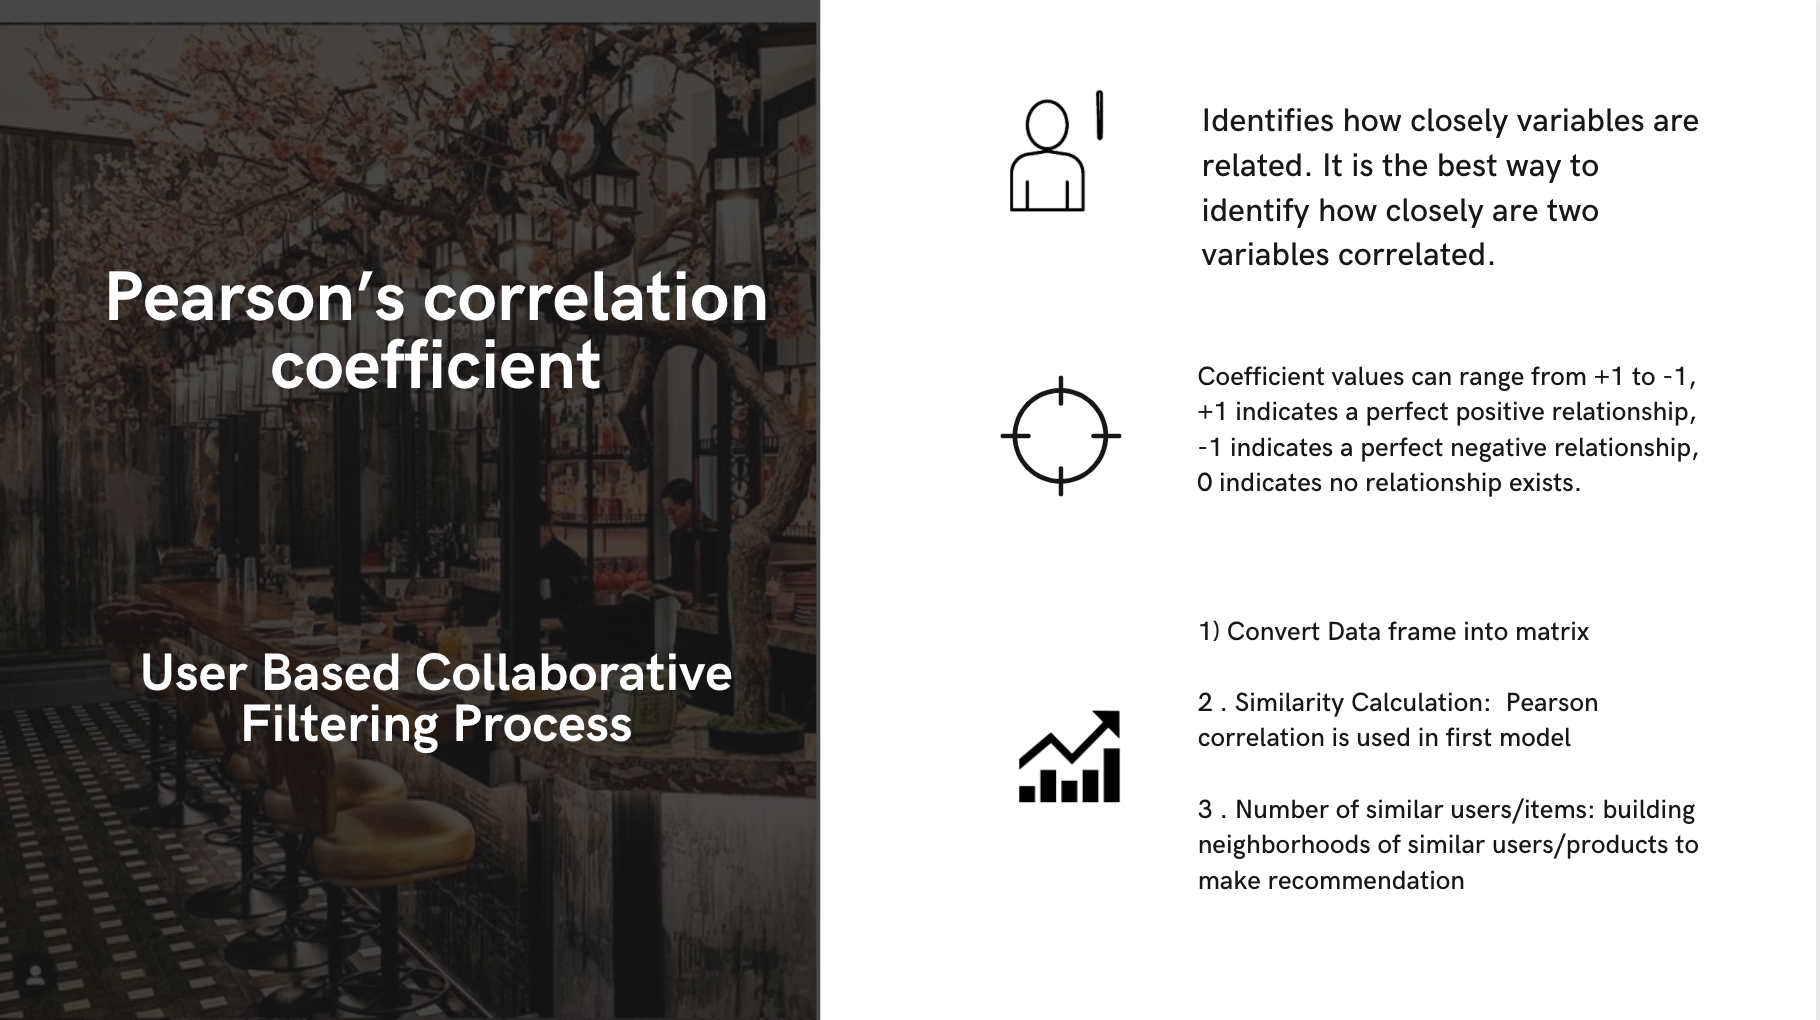 Pearson’s correlation
coefficient
User Based Collaborative
Filtering Process
Identifies how closely variables are
related. It is the best way to
identify how closely are two
variables correlated.
Coefficient values can range from +1 to -1,
+1 indicates a perfect positive relationship,
-1 indicates a perfect negative relationship,
0 indicates no relationship exists.
1) Convert Data frame into matrix
2 . Similarity Calculation:  Pearson
correlation is used in first model
3 . Number of similar users/items: building
neighborhoods of similar users/products to
make recommendation